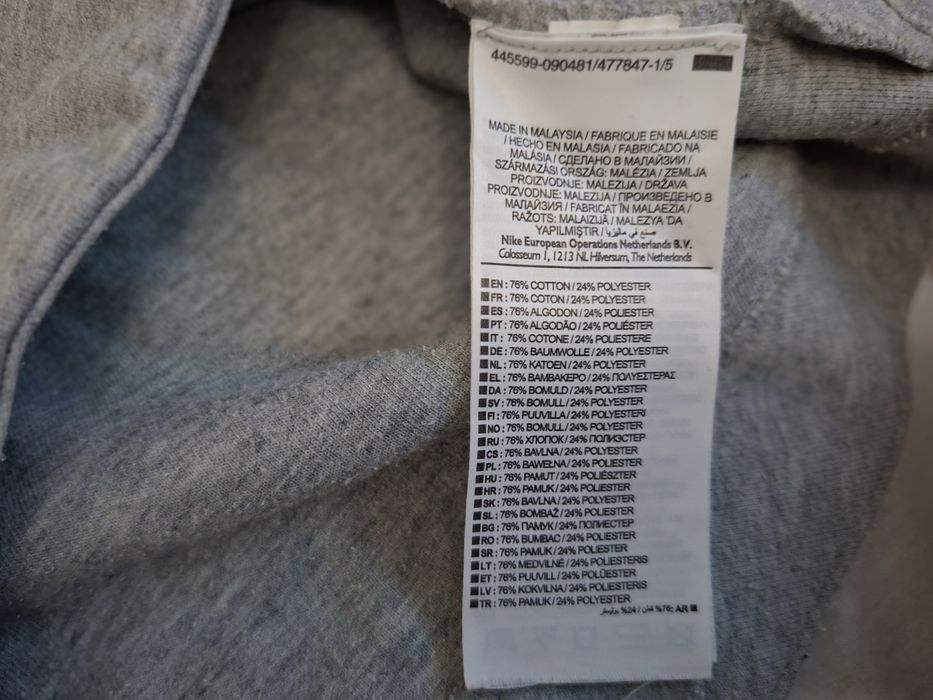 445599-090481/477847-1/5
MADE IN MALAYSIA / FABRIQUE EN MALAISIE
/ HECHO EN MALASIA / FABRICADO NA
MALÁSIA / СДЕЛАНО В МАЛАЙЗИИ /
SZÁRMAZÁSI ORSZÁG: MALÉZIA / ZEMLJA
PROIZVODNJE: MALEZIJA / DRŽAVA
PROIZVODNJE: MALEZIJA / ПРОИЗВЕДЕНО В
МАЛАЙЗИЯ / FABRICAT ÎN MALAEZIA /
RAŽOTS: MALAIZIJĀ / MALEZYA 'DA
YAPILMIŞTIR / صنع في ماليزيا
Nike European Operations Netherlands B.V.
Colosseum 1, 1213 NL Hilversum, The Netherlands
EN : 76% COTTON / 24% POLYESTER
FR : 76% COTON / 24% POLYESTER
ES : 76% ALGODON / 24% POLIESTER
PT : 76% ALGODÃO / 24% POLIÉSTER
IT : 76% COTONE / 24% POLIESTERE
DE : 76% BAUMWOLLE / 24% POLYESTER
NL : 76% KATOEN / 24% POLYESTER
EL : 76% ΒΑΜΒΑΚΕΡΟ / 24% ΠΟΛΥΕΣΤΕΡΑΣ
DA : 76% BOMULD / 24% POLYESTER
SV : 76% BOMULL / 24% POLYESTER
FI : 76% PUUVILLA / 24% POLYESTERI
NO : 76% BOMULL / 24% POLYESTER
RU : 76% ХЛОПОК / 24% ПОЛИЭСТЕР
CS : 76% BAVLNA / 24% POLYESTER
PL : 76% BAWEŁNA / 24% POLIESTER
HU : 76% PAMUT / 24% POLIÉSZTER
HR : 76% PAMUK / 24% POLIESTER
SK : 76% BAVLNA / 24% POLYESTER
SL : 76% BOMBAŽ / 24% POLIESTER
BG : 76% ПАМУК / 24% ПОЛИЕСТЕР
RO : 76% BUMBAC / 24% POLIESTER
SR : 76% PAMUK / 24% POLIESTER
LT : 76% MEDVILNĖ / 24% POLIESTERIS
ET : 76% PUUVILL / 24% POLÜESTER
LV : 76% KOKVILNA / 24% POLIESTERIS
TR : 76% PAMUK / 24% POLYESTER
AR : 76% قطن / 24% بوليستر